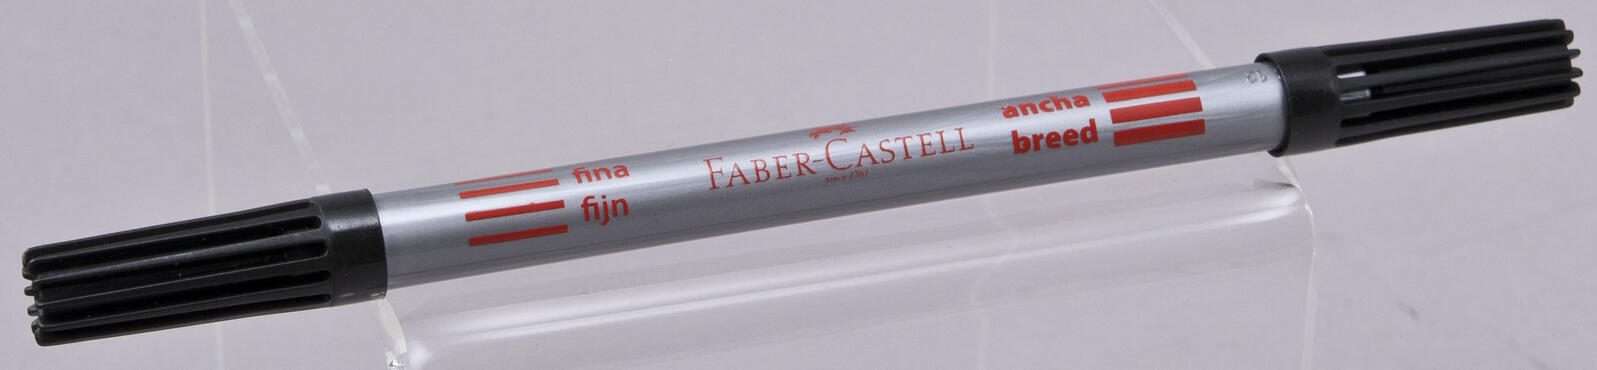 fina
fijn
FABER-CASTELL
since 1761
ancha
breed